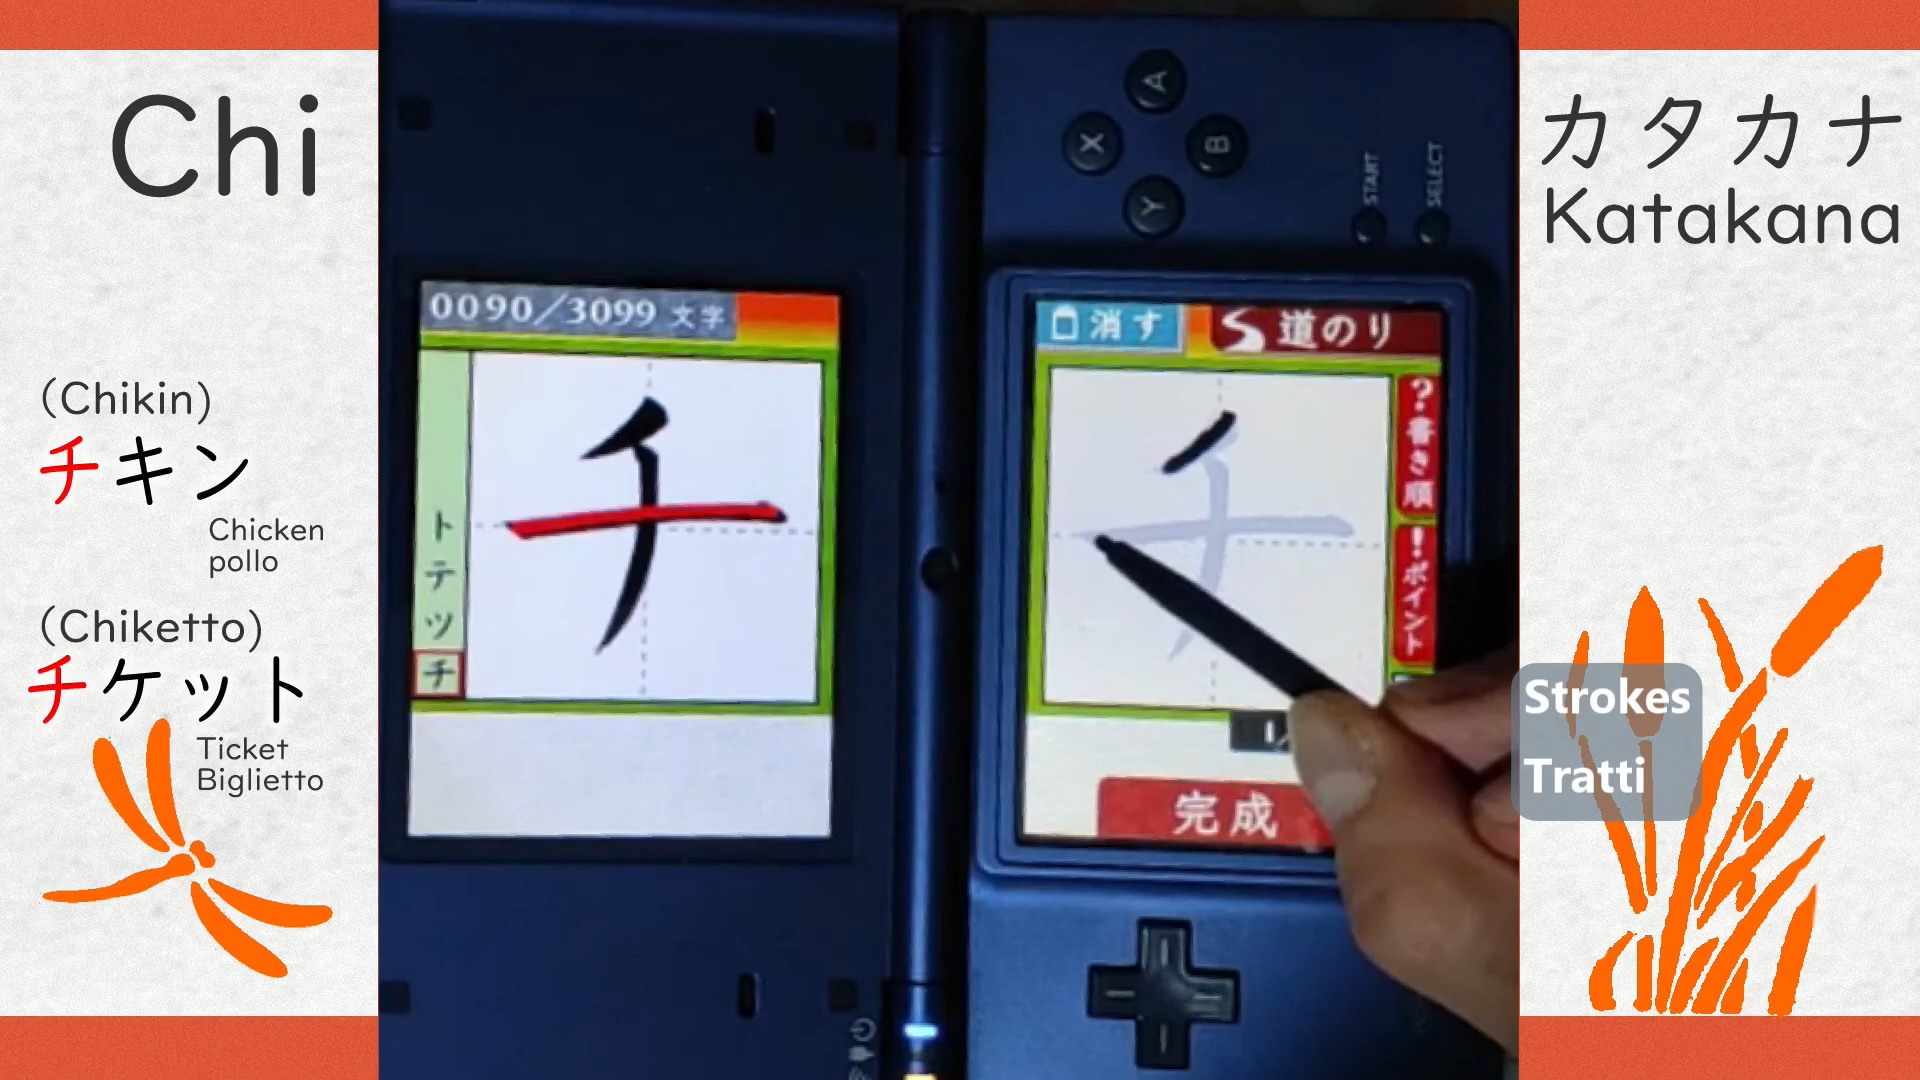 Chi
(Chikin)
チキン
Chicken
pollo
(Chiketto)
チケット
Ticket
Biglietto
0090/3099 文字
ト
テ
ツ
チ
チ
A
X
B
Y
START
SELECT
消す
道のり
?書き順
!ポイント
チ
完成
カタカナ
Katakana
Strokes
Tratti